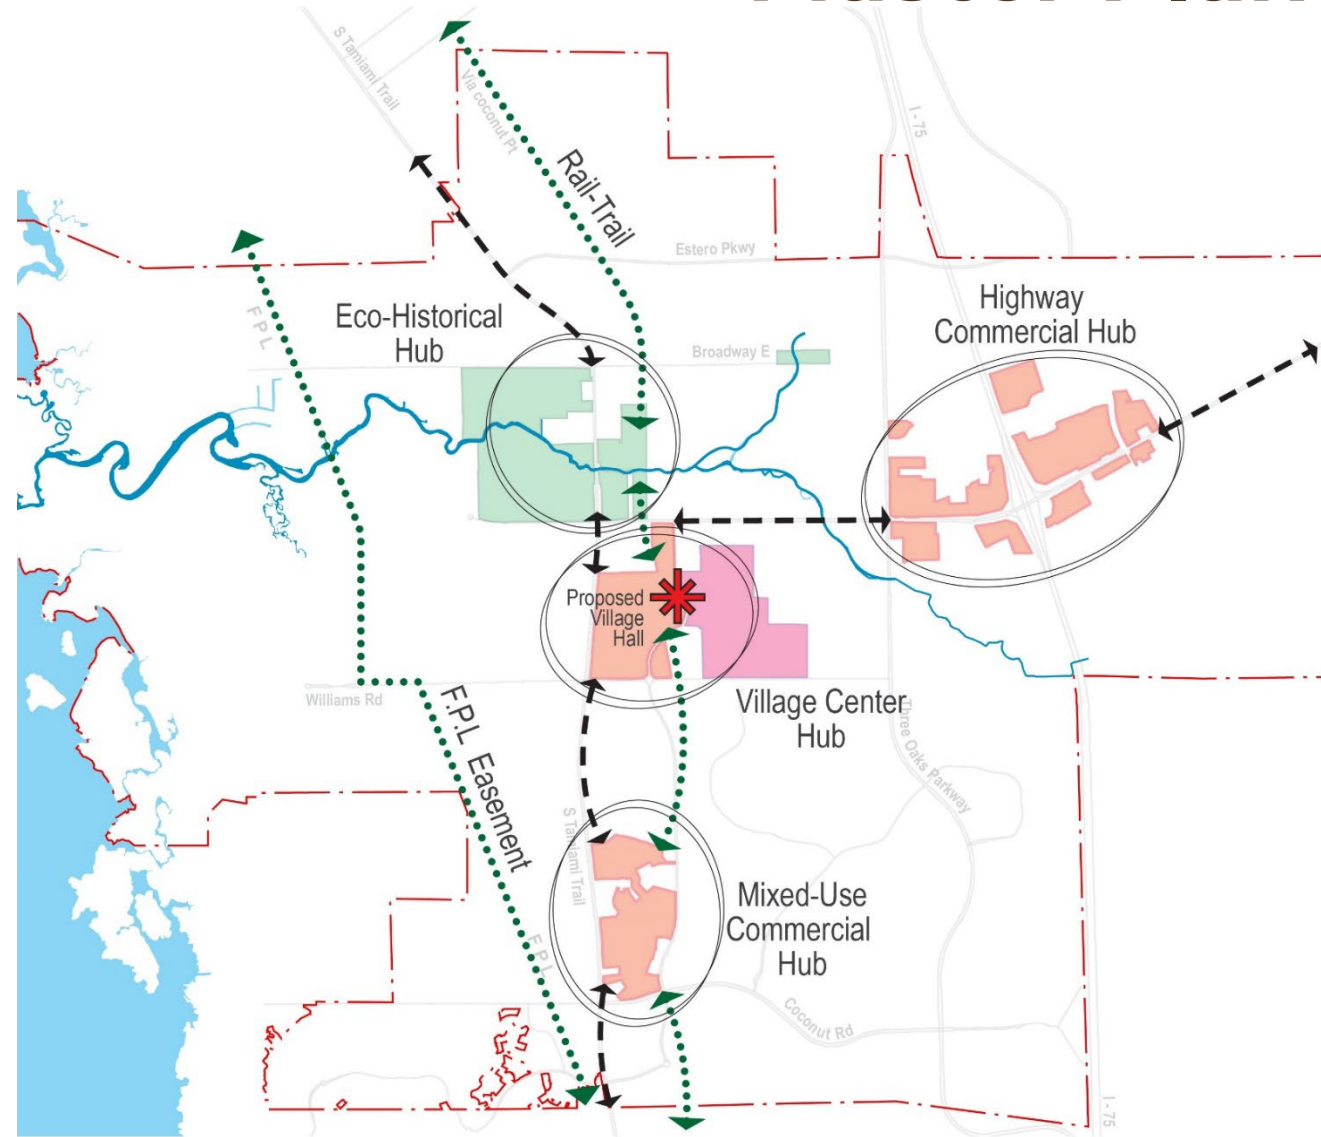 Master Plan
S Tamiami Trail
Via coconut Pt
I - 75
Rail-Trail
Estero Pkwy
F P L
Eco-Historical
Hub
Highway
Commercial Hub
Broadway E
Proposed
Village
Hall
Williams Rd
Village Center
Hub
Three Oaks Parkway
F.P.L Easement
S Tamiami Trail
Mixed-Use
Commercial
Hub
F P L
Coconut Rd
I - 75